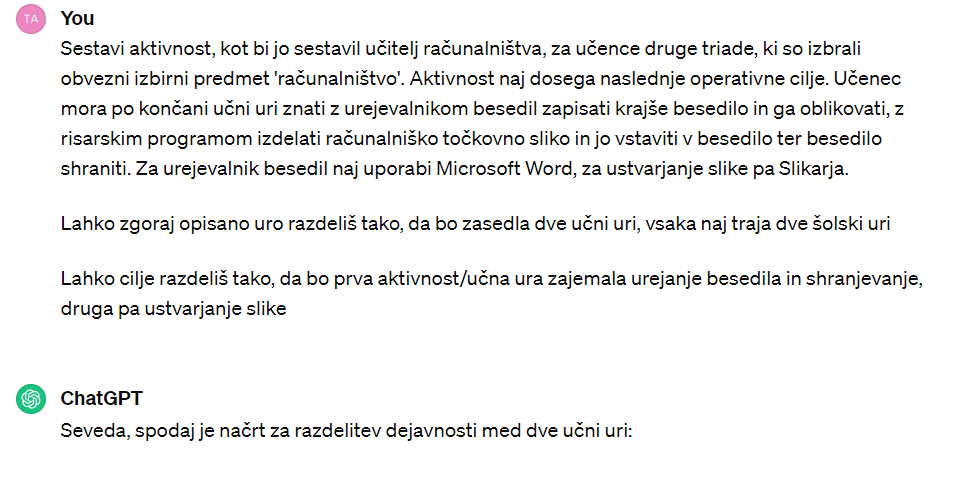 TA
You
Sestavi aktivnost, kot bi jo sestavil učitelj računalništva, za učence druge triade, ki so izbrali
obvezni izbirni predmet 'računalništvo'. Aktivnost naj dosega naslednje operativne cilje. Učenec
mora po končani učni uri znati z urejevalnikom besedil zapisati krajše besedilo in ga oblikovati, z
risarskim programom izdelati računalniško točkovno sliko in jo vstaviti v besedilo ter besedilo
shraniti. Za urejevalnik besedil naj uporabi Microsoft Word, za ustvarjanje slike pa Slikarja.
Lahko zgoraj opisano uro razdeliš tako, da bo zasedla dve učni uri, vsaka naj traja dve šolski uri
Lahko cilje razdeliš tako, da bo prva aktivnost/učna ura zajemala urejanje besedila in shranjevanje,
druga pa ustvarjanje slike
ChatGPT
Seveda, spodaj je načrt za razdelitev dejavnosti med dve učni uri: